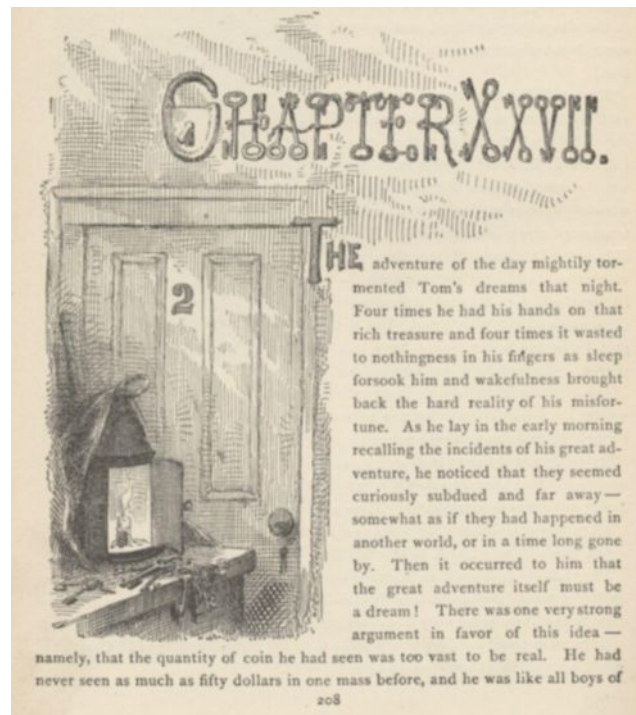 CHAPTER XXVII.
2
THE adventure of the day mightily tor-
mented Tom's dreams that night.
Four times he had his hands on that
rich treasure and four times it wasted
to nothingness in his fingers as sleep
forsook him and wakefulness brought
back the hard reality of his misfor-
tune. As he lay in the early morning
recalling the incidents of his great ad-
venture, he noticed that they seemed
curiously subdued and far away—
somewhat as if they had happened in
another world, or in a time long gone
by. Then it occurred to him that
the great adventure itself must be
a dream! There was one very strong
argument in favor of this idea—
namely, that the quantity of coin he had seen was too vast to be real. He had
never seen as much as fifty dollars in one mass before, and he was like all boys of
208